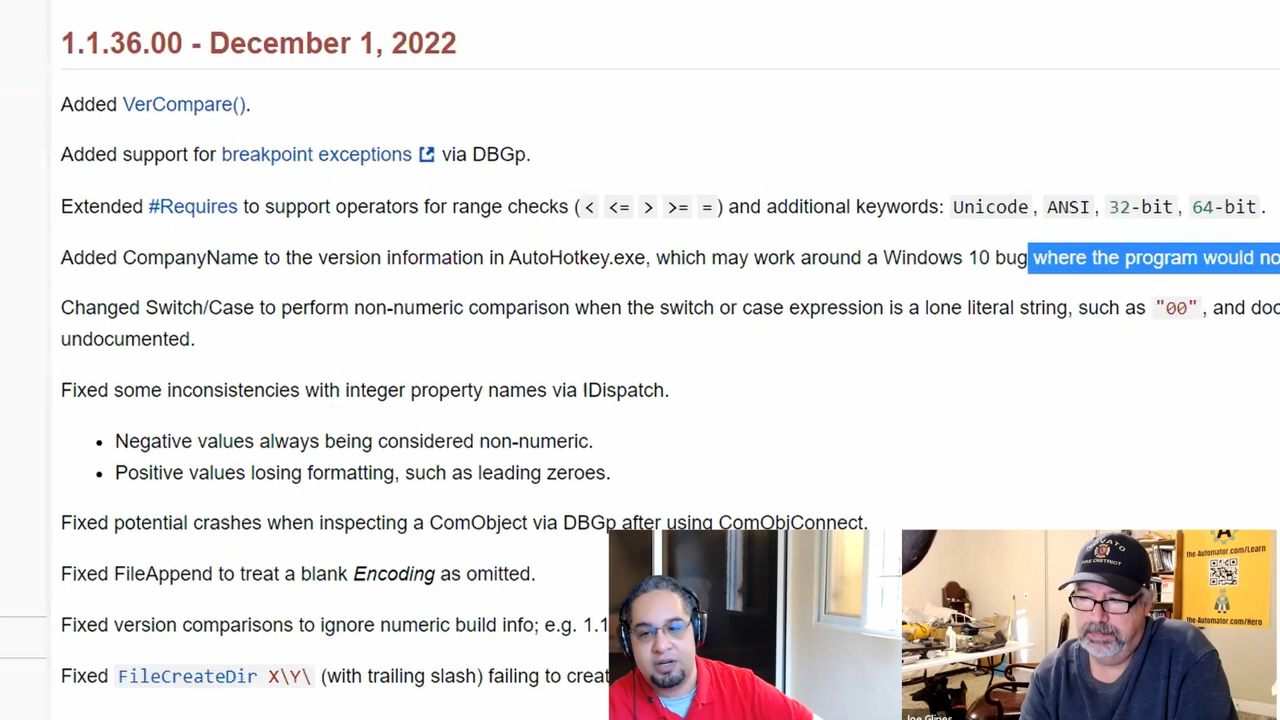 1.1.36.00 - December 1, 2022
Added VerCompare().
Added support for breakpoint exceptions via DBGp.
Extended #Requires to support operators for range checks (< <= > >= =) and additional keywords: Unicode, ANSI, 32-bit, 64-bit.
Added CompanyName to the version information in AutoHotkey.exe, which may work around a Windows 10 bug where the program would no
Changed Switch/Case to perform non-numeric comparison when the switch or case expression is a lone literal string, such as "00", and doc
undocumented.
Fixed some inconsistencies with integer property names via IDispatch.
• Negative values always being considered non-numeric.
• Positive values losing formatting, such as leading zeroes.
Fixed potential crashes when inspecting a ComObject via DBGp after using ComObjConnect.
Fixed FileAppend to treat a blank Encoding as omitted.
Fixed version comparisons to ignore numeric build info; e.g. 1.1
Fixed FileCreateDir X\Y\ (with trailing slash) failing to creat
NOVATO
FIRE DISTRICT
the-Automator.com/Learn
the-Automator.com/Hero
Joe Glines